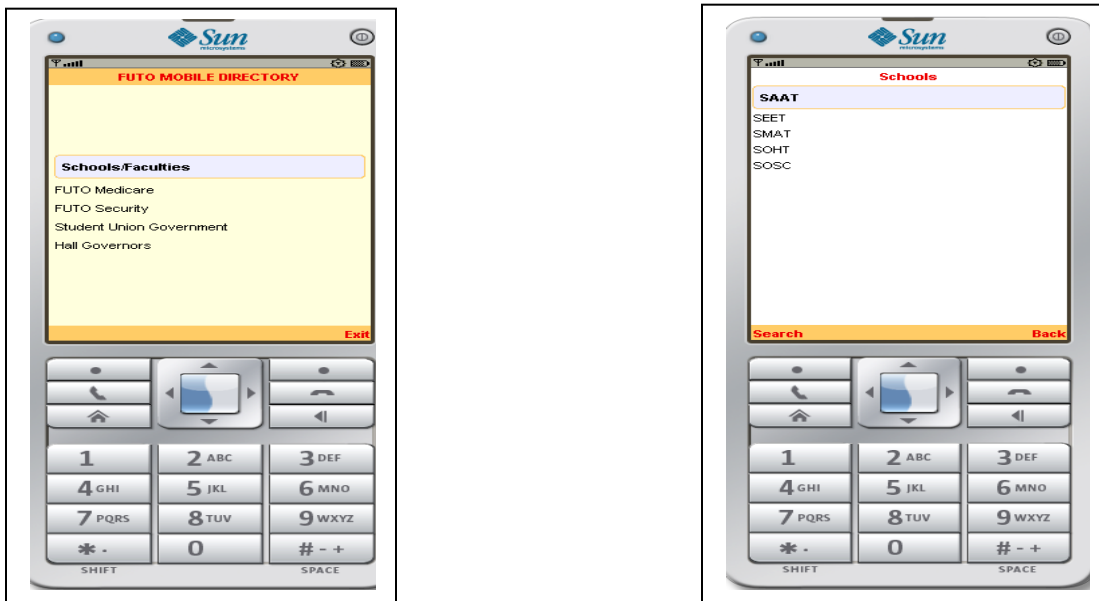 Sun
microsystems
FUTO MOBILE DIRECTORY
Schools/Faculties
FUTO Medicare
FUTO Security
Student Union Government
Hall Governors
Exit
1
2 ABC
3 DEF
4 GHI
5 JKL
6 MNO
7 PQRS
8 TUV
9 WXYZ
* .
0
# - +
SHIFT
SPACE
Sun
microsystems
Schools
SAAT
SEET
SMAT
SOHT
SOSC
Search
Back
1
2 ABC
3 DEF
4 GHI
5 JKL
6 MNO
7 PQRS
8 TUV
9 WXYZ
* .
0
# - +
SHIFT
SPACE